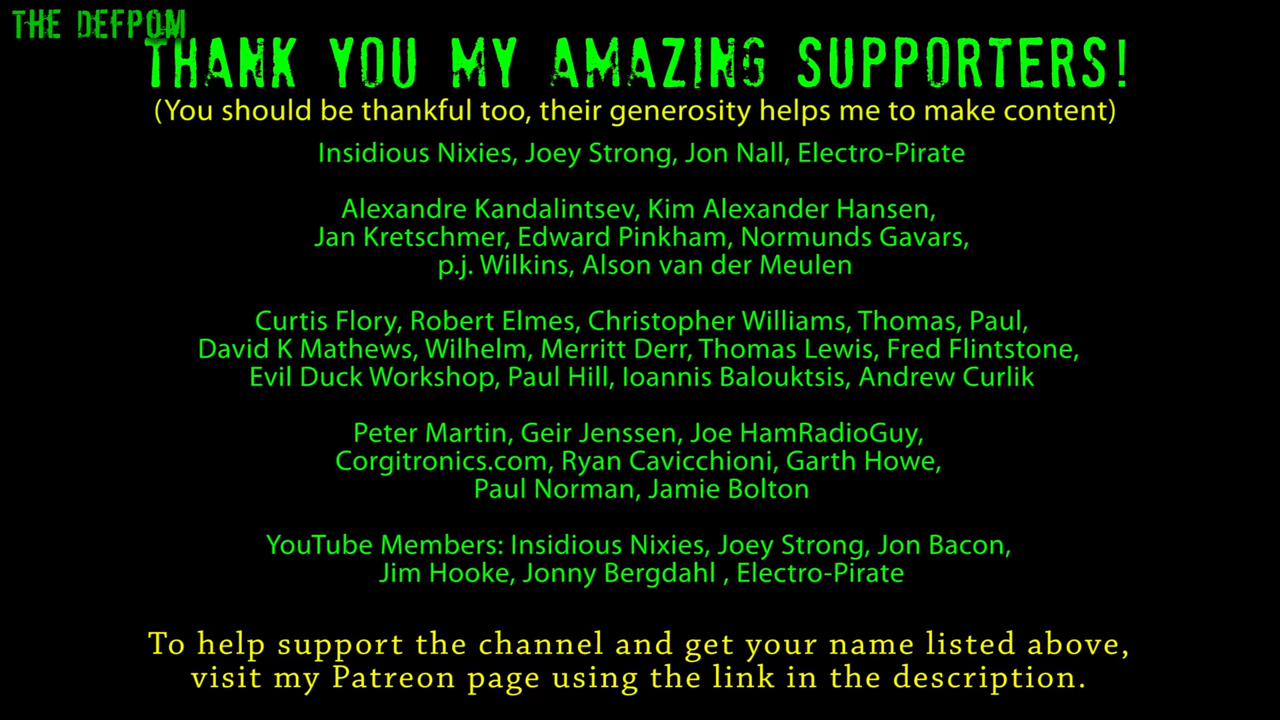 THE DEFPOM
THANK YOU MY AMAZING SUPPORTERS!
(You should be thankful too, their generosity helps me to make content)
Insidious Nixies, Joey Strong, Jon Nall, Electro-Pirate
Alexandre Kandalintsev, Kim Alexander Hansen,
Jan Kretschmer, Edward Pinkham, Normunds Gavars,
p.j. Wilkins, Alson van der Meulen
Curtis Flory, Robert Elmes, Christopher Williams, Thomas, Paul,
David K Mathews, Wilhelm, Merritt Derr, Thomas Lewis, Fred Flintstone,
Evil Duck Workshop, Paul Hill, Ioannis Balouktsis, Andrew Curlik
Peter Martin, Geir Jenssen, Joe HamRadioGuy,
Corgitronics.com, Ryan Cavicchioni, Garth Howe,
Paul Norman, Jamie Bolton
YouTube Members: Insidious Nixies, Joey Strong, Jon Bacon,
Jim Hooke, Jonny Bergdahl , Electro-Pirate
To help support the channel and get your name listed above,
visit my Patreon page using the link in the description.